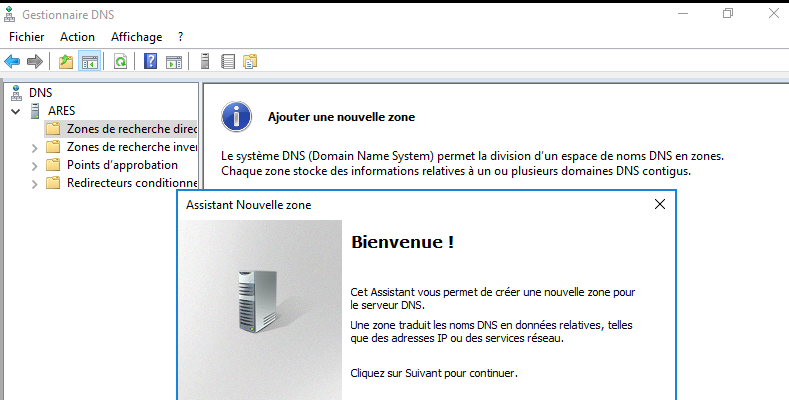 Gestionnaire DNS
Fichier Action Affichage ?
DNS
ARES
Zones de recherche direc
Zones de recherche inver
Points d'approbation
Redirecteurs conditionne
Ajouter une nouvelle zone
Le système DNS (Domain Name System) permet la division d'un espace de noms DNS en zones.
Chaque zone stocke des informations relatives à un ou plusieurs domaines DNS contigus.
Assistant Nouvelle zone
Bienvenue !
Cet Assistant vous permet de créer une nouvelle zone pour
le serveur DNS.
Une zone traduit les noms DNS en données relatives, telles
que des adresses IP ou des services réseau.
Cliquez sur Suivant pour continuer.